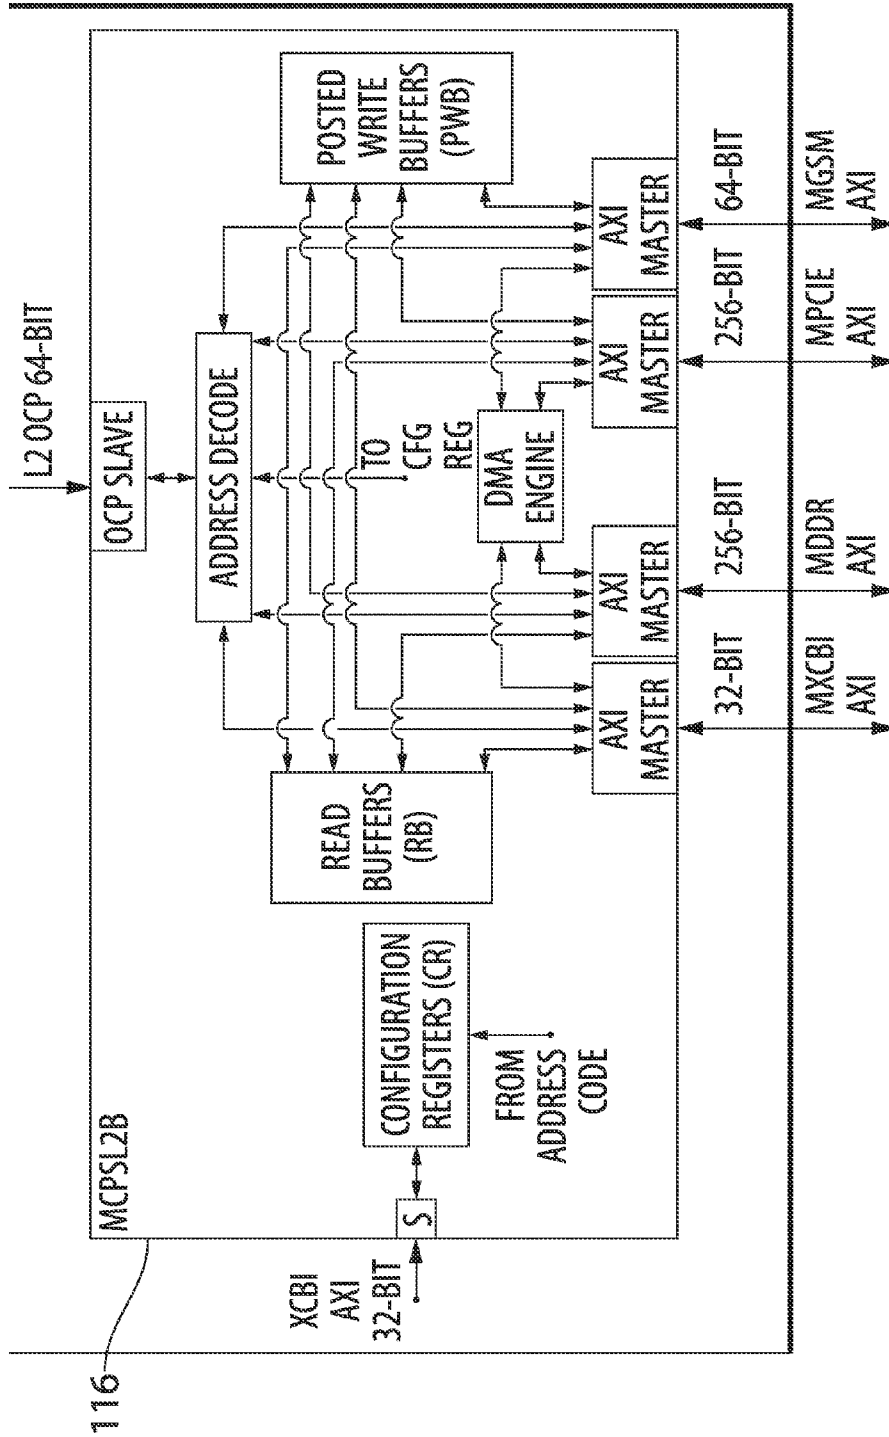 116
MCPSL2B
XCBI
AXI
32-BIT
S
CONFIGURATION
REGISTERS (CR)
FROM
ADDRESS
CODE
READ
BUFFERS
(RB)
L2 OCP 64-BIT
OCP SLAVE
ADDRESS DECODE
TO
CFG
REG
DMA
ENGINE
POSTED
WRITE
BUFFERS
(PWB)
AXI
MASTER
AXI
MASTER
AXI
MASTER
AXI
MASTER
32-BIT
256-BIT
256-BIT
64-BIT
MXCBI
AXI
MDDR
AXI
MPCIE
AXI
MGSM
AXI